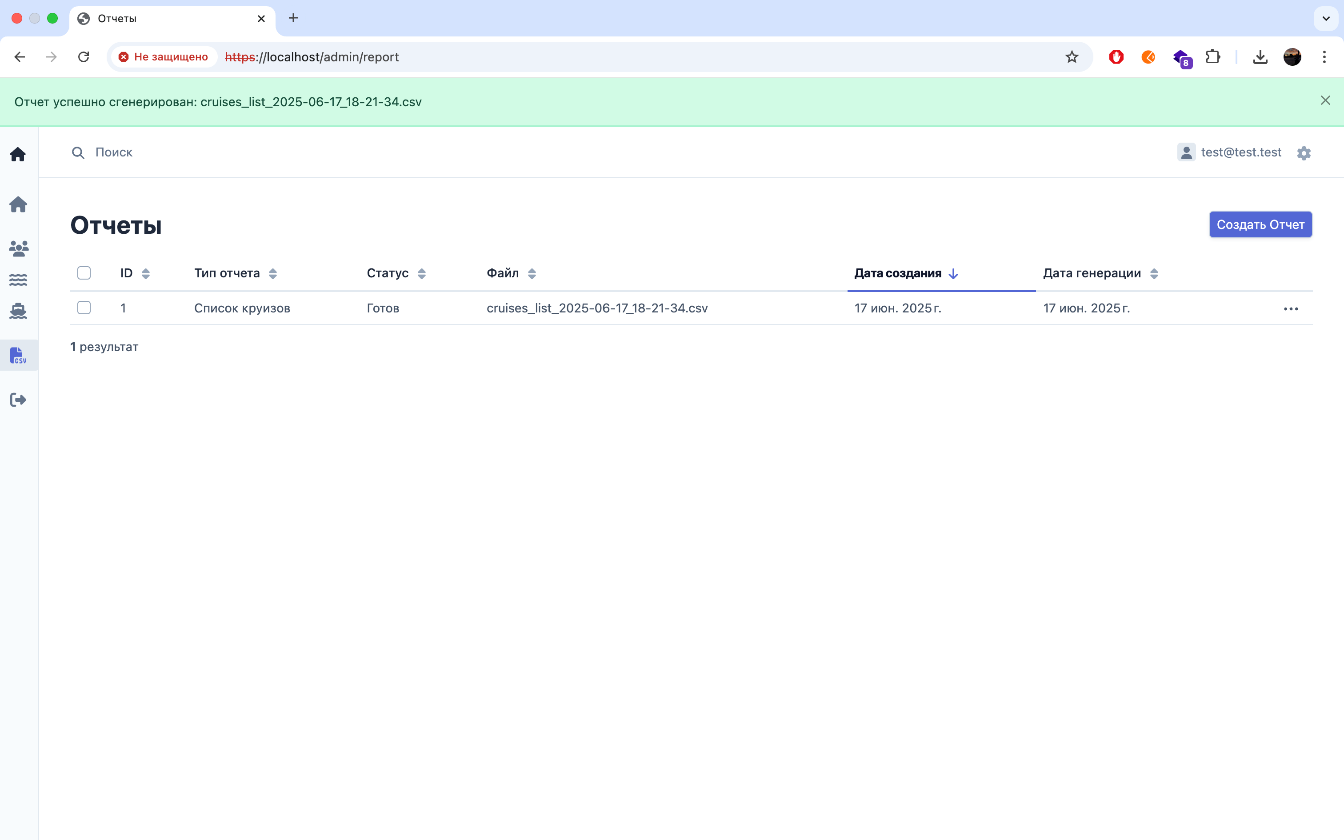 Отчеты
Не защищено
https://localhost/admin/report
8
Отчет успешно сгенерирован: cruises_list_2025-06-17_18-21-34.csv
Поиск
test@test.test
Отчеты
Создать Отчет
ID Тип отчета Статус Файл Дата создания Дата генерации
1 Список круизов Готов cruises_list_2025-06-17_18-21-34.csv 17 июн. 2025 г. 17 июн. 2025 г.
1 результат
CSV